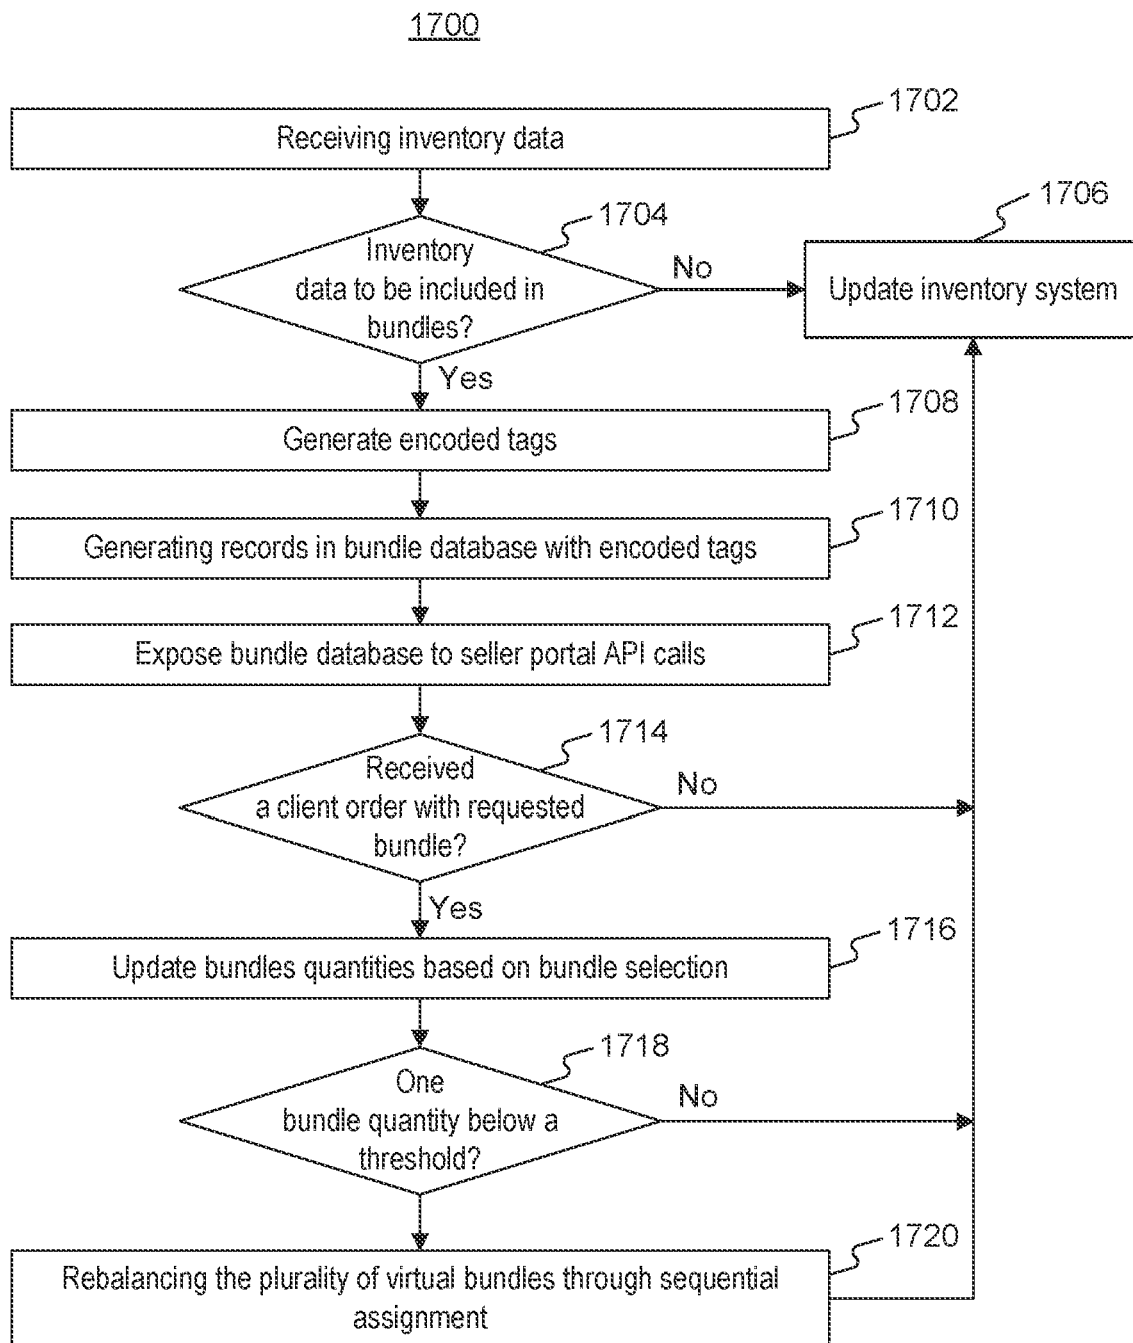 1700
1702
Receiving inventory data
1704
1706
Inventory
data to be included in
bundles?
No
Update inventory system
Yes
1708
Generate encoded tags
1710
Generating records in bundle database with encoded tags
1712
Expose bundle database to seller portal API calls
1714
Received
a client order with requested
bundle?
No
Yes
1716
Update bundles quantities based on bundle selection
1718
One
bundle quantity below a
threshold?
No
1720
Rebalancing the plurality of virtual bundles through sequential
assignment